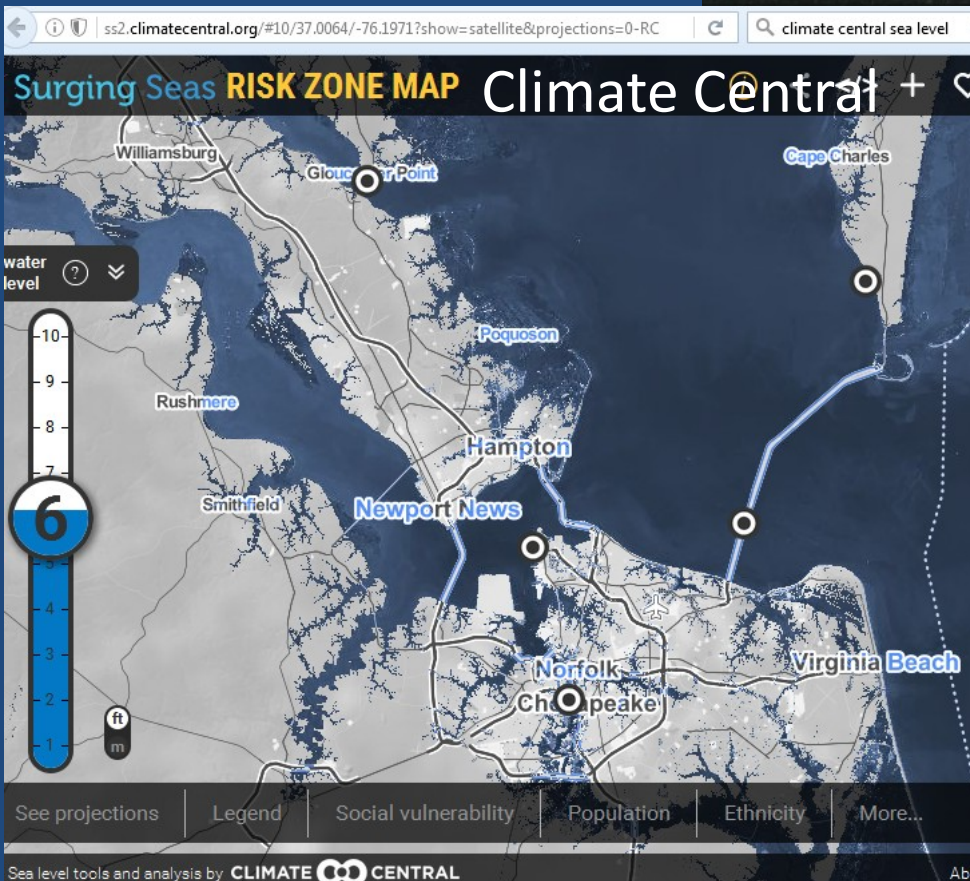 ss2.climatecentral.org/#10/37.0064/-76.1971?show=satellite&projections=0-RC
climate central sea level
Surging Seas RISK ZONE MAP
Climate Central
Williamsburg
Cape Charles
water
level
?
Poquoson
10
9
8
7
6
5
4
3
2
1
Rushmere
Hampton
Smithfield
Newport News
Norfolk
Virginia Beach
ft
m
See projections
Legend
Social vulnerability
Population
Ethnicity
More...
Sea level tools and analysis by CLIMATE CENTRAL